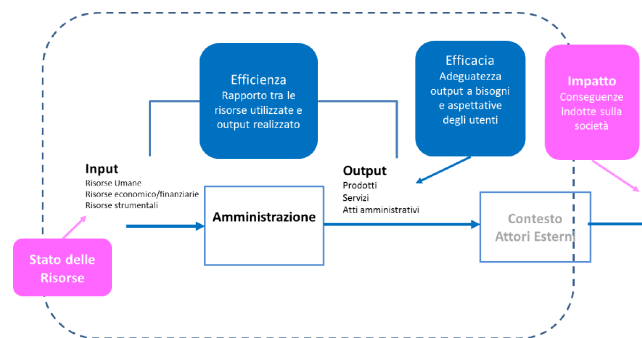 Efficienza
Rapporto tra le
risorse utilizzate e
output realizzato
Efficacia
Adeguatezza
output a bisogni
e aspettative
degli utenti
Impatto
Conseguenze
indotte sulla
società
Input
Risorse Umane
Risorse economico/finanziarie
Risorse strumentali
Amministrazione
Output
Prodotti
Servizi
Atti amministrativi
Contesto
Attori Esterni
Stato delle
Risorse